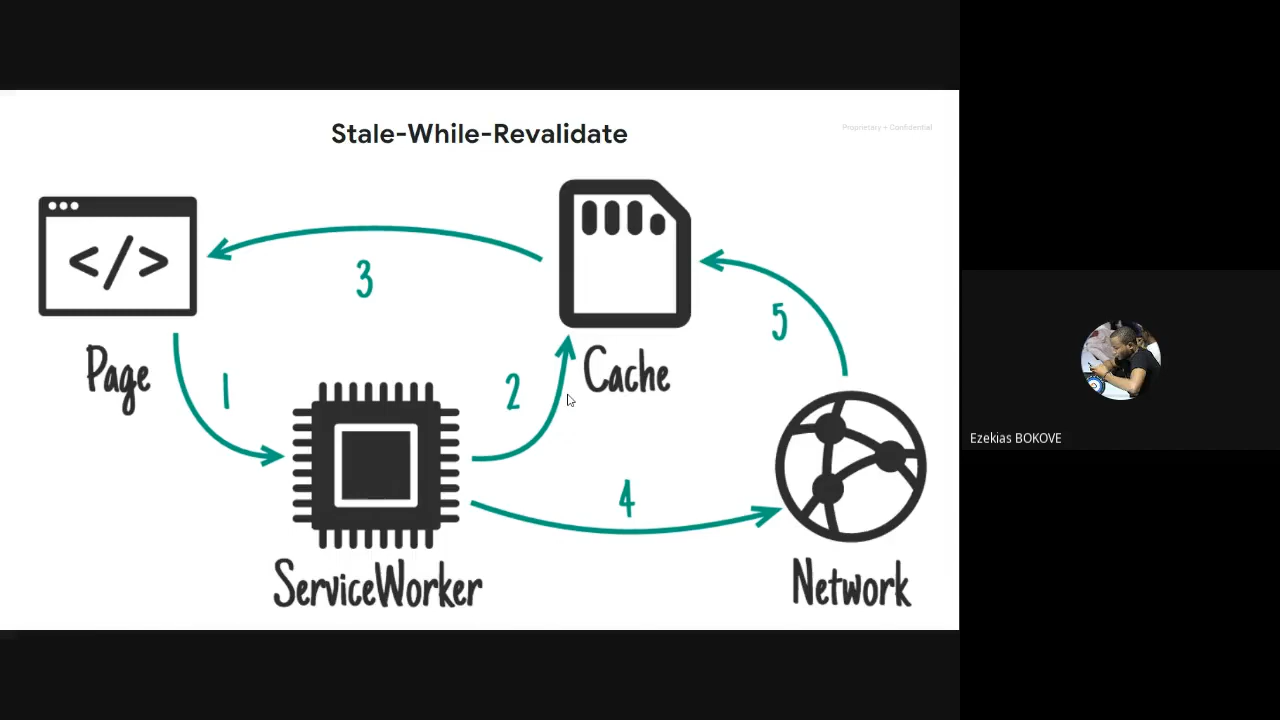 Stale-While-Revalidate
Proprietary + Confidential
</>
3
5
Page
1
2
Cache
4
ServiceWorker
Network
Ezekias BOKOVE